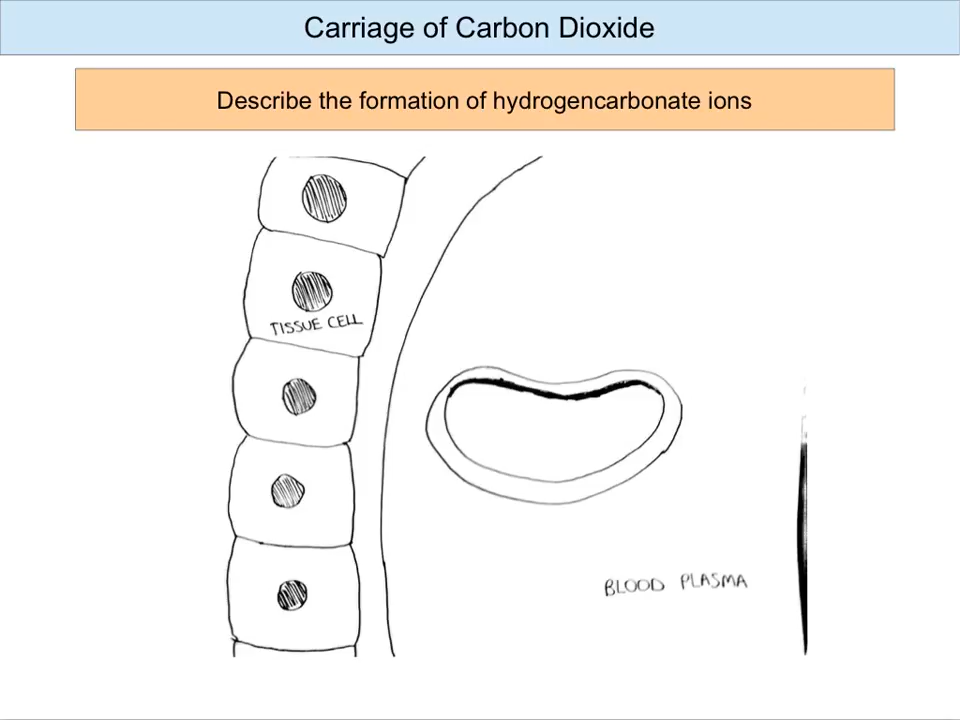 Carriage of Carbon Dioxide
Describe the formation of hydrogencarbonate ions
TISSUE CELL
BLOOD PLASMA